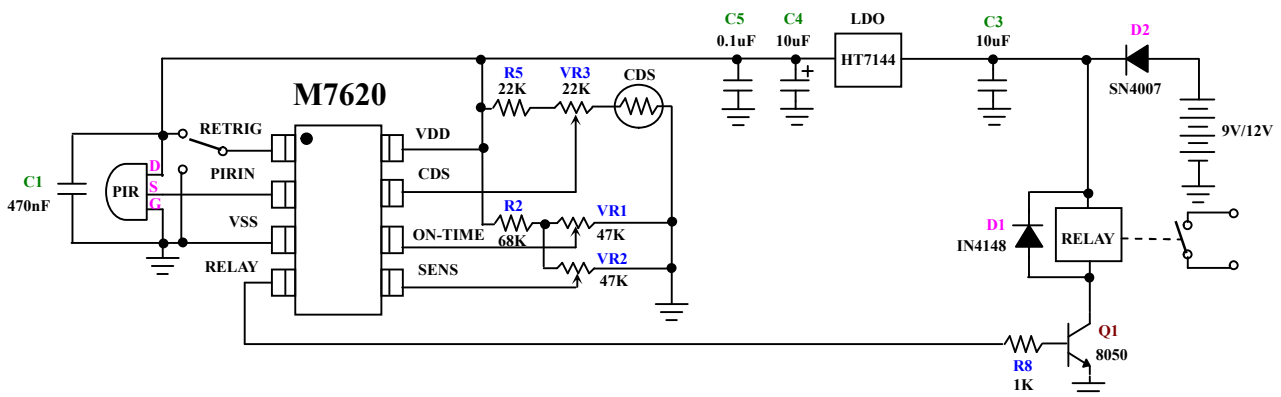 C5
0.1uF
C4
10uF
+
LDO
HT7144
C3
10uF
D2
SN4007
9V/12V
R5
22K
VR3
22K
CDS
M7620
RETRIG
VDD
PIRIN
CDS
C1
470nF
PIR
D
S
G
VSS
ON-TIME
RELAY
SENS
R2
68K
VR1
47K
VR2
47K
D1
IN4148
RELAY
R8
1K
Q1
8050